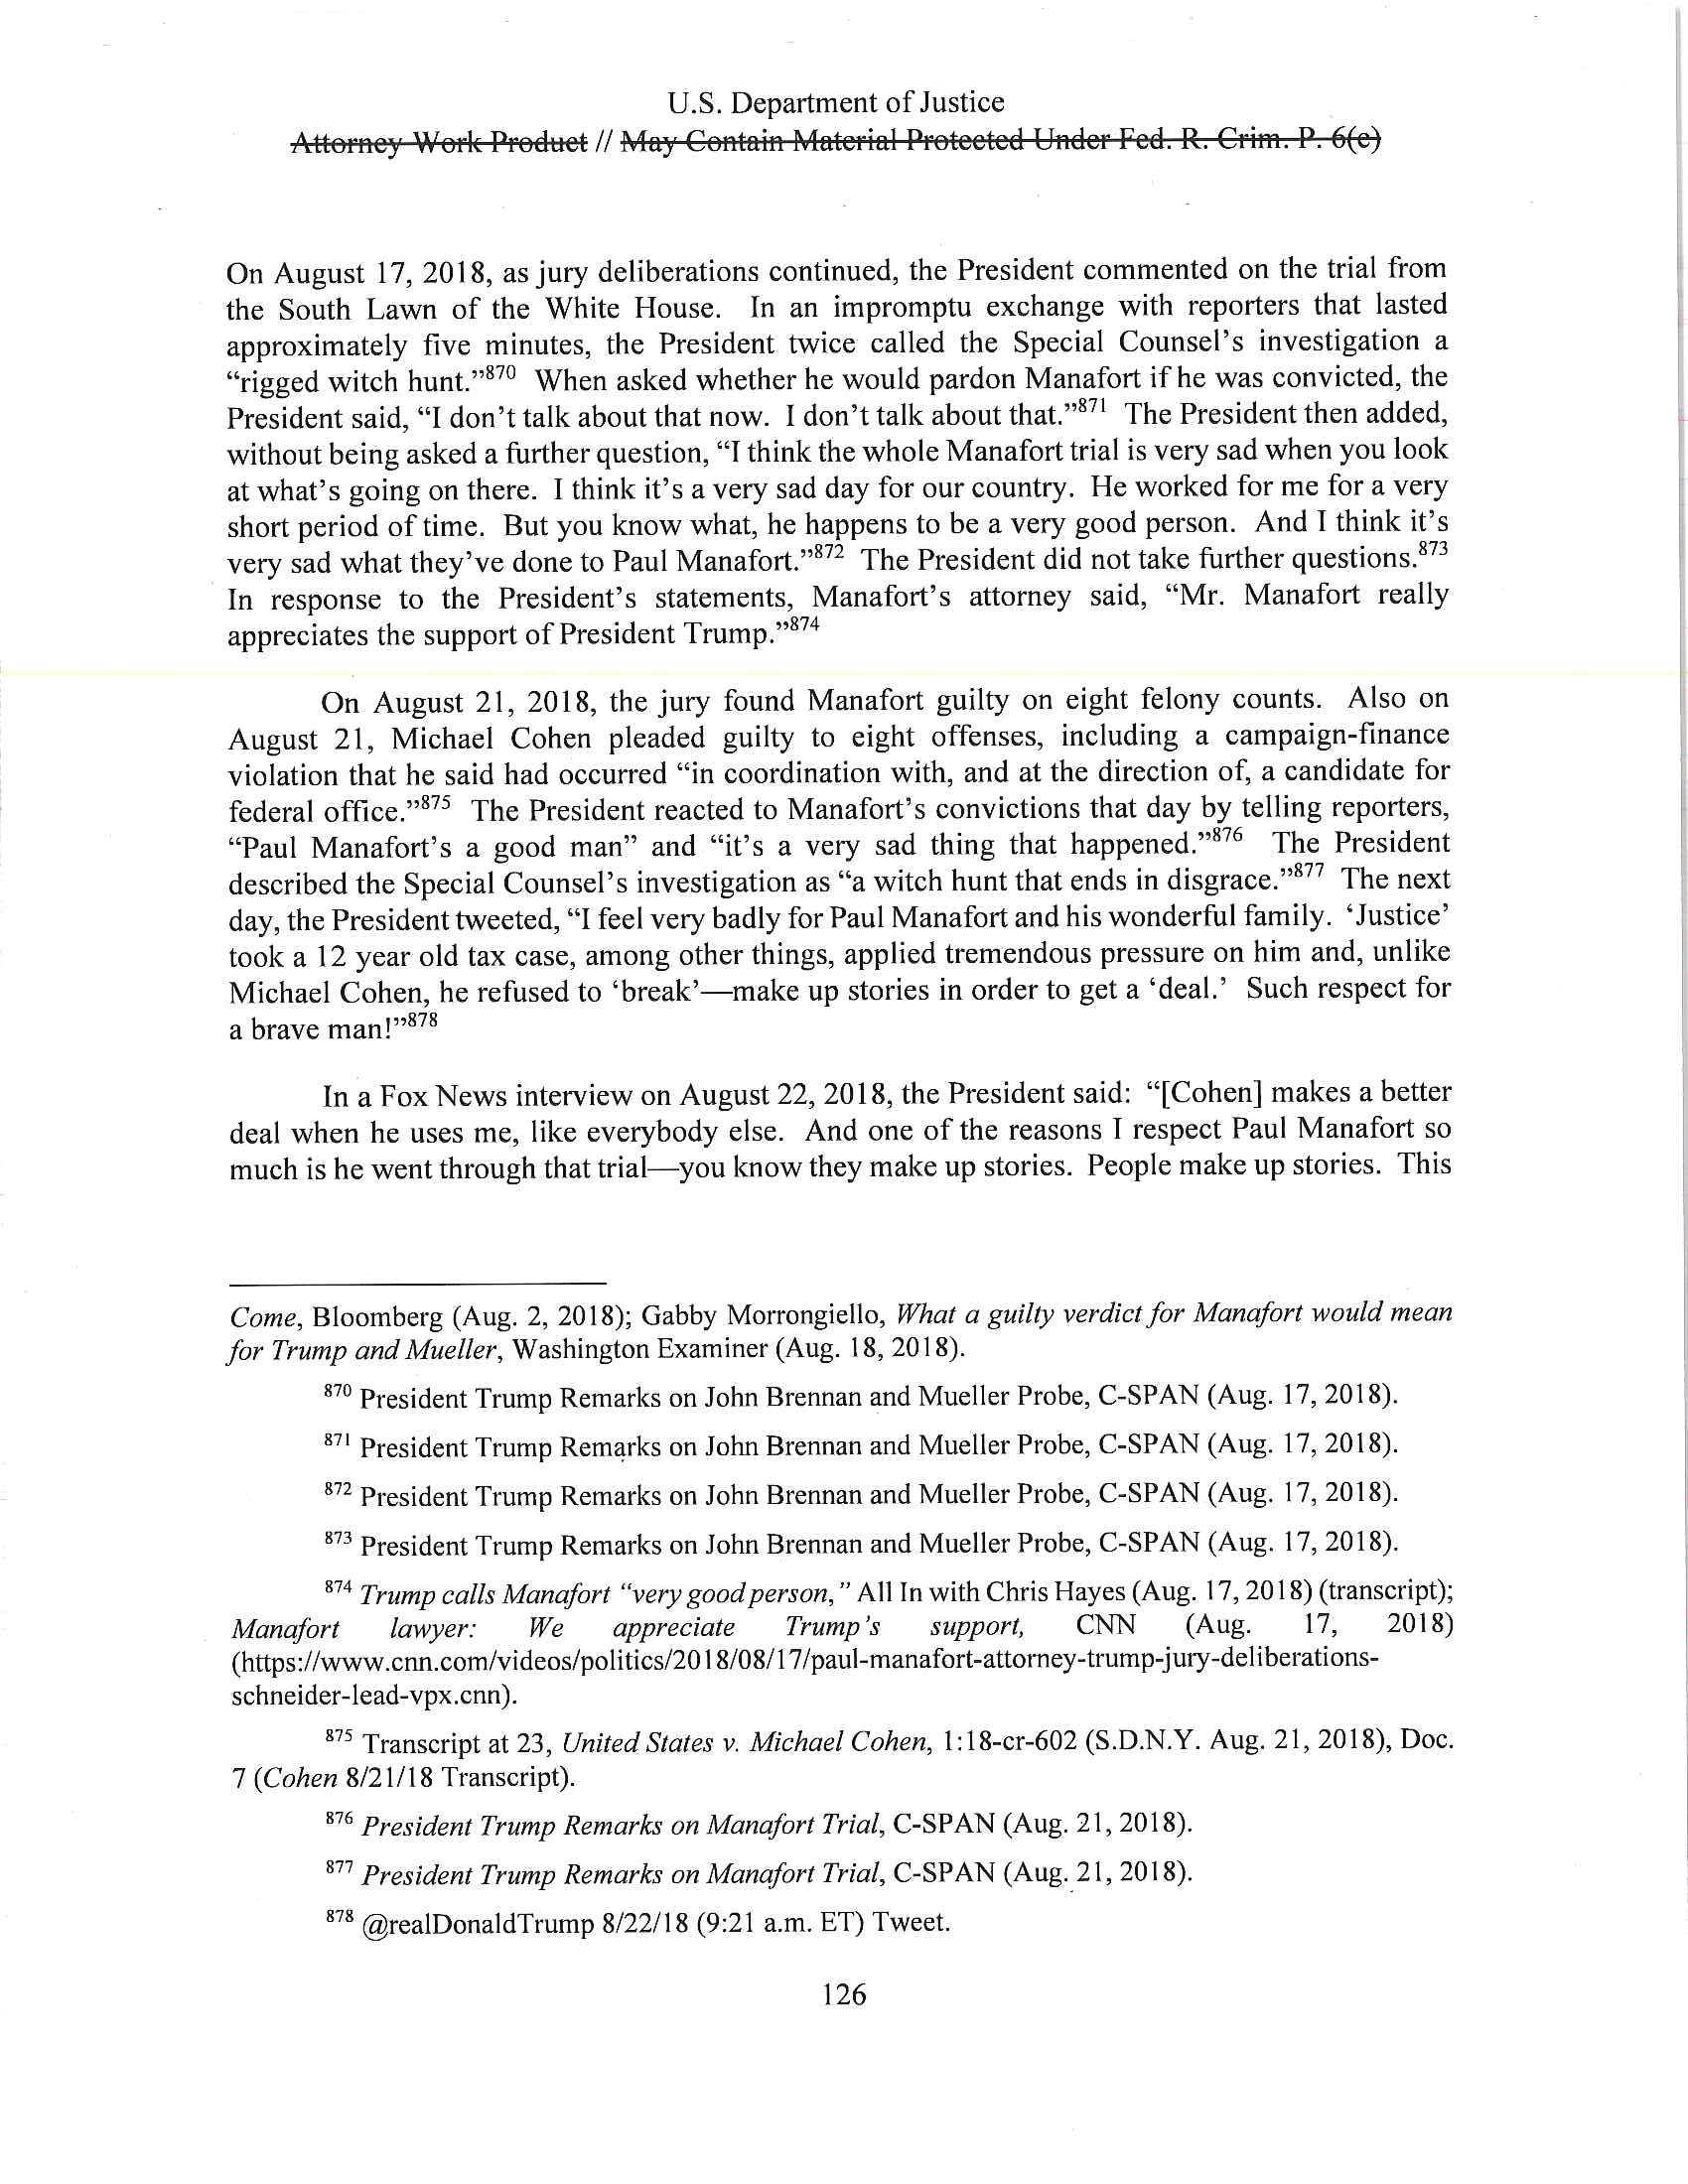 U.S. Department of Justice
Attorney Work Product // May Contain Material Protected Under Fed. R. Crim. P. 6(e)
On August 17, 2018, as jury deliberations continued, the President commented on the trial from
the South Lawn of the White House. In an impromptu exchange with reporters that lasted
approximately five minutes, the President twice called the Special Counsel’s investigation a
“rigged witch hunt.”870 When asked whether he would pardon Manafort if he was convicted, the
President said, “I don’t talk about that now. I don’t talk about that.”871 The President then added,
without being asked a further question, “I think the whole Manafort trial is very sad when you look
at what’s going on there. I think it’s a very sad day for our country. He worked for me for a very
short period of time. But you know what, he happens to be a very good person. And I think it’s
very sad what they’ve done to Paul Manafort.”872 The President did not take further questions.873
In response to the President’s statements, Manafort’s attorney said, “Mr. Manafort really
appreciates the support of President Trump.”874
On August 21, 2018, the jury found Manafort guilty on eight felony counts. Also on
August 21, Michael Cohen pleaded guilty to eight offenses, including a campaign-finance
violation that he said had occurred “in coordination with, and at the direction of, a candidate for
federal office.”875 The President reacted to Manafort’s convictions that day by telling reporters,
“Paul Manafort’s a good man” and “it’s a very sad thing that happened.”876 The President
described the Special Counsel’s investigation as “a witch hunt that ends in disgrace.”877 The next
day, the President tweeted, “I feel very badly for Paul Manafort and his wonderful family. ‘Justice’
took a 12 year old tax case, among other things, applied tremendous pressure on him and, unlike
Michael Cohen, he refused to ‘break’—make up stories in order to get a ‘deal.’ Such respect for
a brave man!”878
In a Fox News interview on August 22, 2018, the President said: “[Cohen] makes a better
deal when he uses me, like everybody else. And one of the reasons I respect Paul Manafort so
much is he went through that trial—you know they make up stories. People make up stories. This
Come, Bloomberg (Aug. 2, 2018); Gabby Morrongiello, What a guilty verdict for Manafort would mean
for Trump and Mueller, Washington Examiner (Aug. 18, 2018).
870 President Trump Remarks on John Brennan and Mueller Probe, C-SPAN (Aug. 17, 2018).
871 President Trump Remarks on John Brennan and Mueller Probe, C-SPAN (Aug. 17, 2018).
872 President Trump Remarks on John Brennan and Mueller Probe, C-SPAN (Aug. 17, 2018).
873 President Trump Remarks on John Brennan and Mueller Probe, C-SPAN (Aug. 17, 2018).
874 Trump calls Manafort “very good person,” All In with Chris Hayes (Aug. 17, 2018) (transcript);
Manafort lawyer: We appreciate Trump’s support, CNN (Aug. 17, 2018)
(https://www.cnn.com/videos/politics/2018/08/17/paul-manafort-attorney-trump-jury-deliberations-
schneider-lead-vpx.cnn).
875 Transcript at 23, United States v. Michael Cohen, 1:18-cr-602 (S.D.N.Y. Aug. 21, 2018), Doc.
7 (Cohen 8/21/18 Transcript).
876 President Trump Remarks on Manafort Trial, C-SPAN (Aug. 21, 2018).
877 President Trump Remarks on Manafort Trial, C-SPAN (Aug. 21, 2018).
878 @realDonaldTrump 8/22/18 (9:21 a.m. ET) Tweet.
126